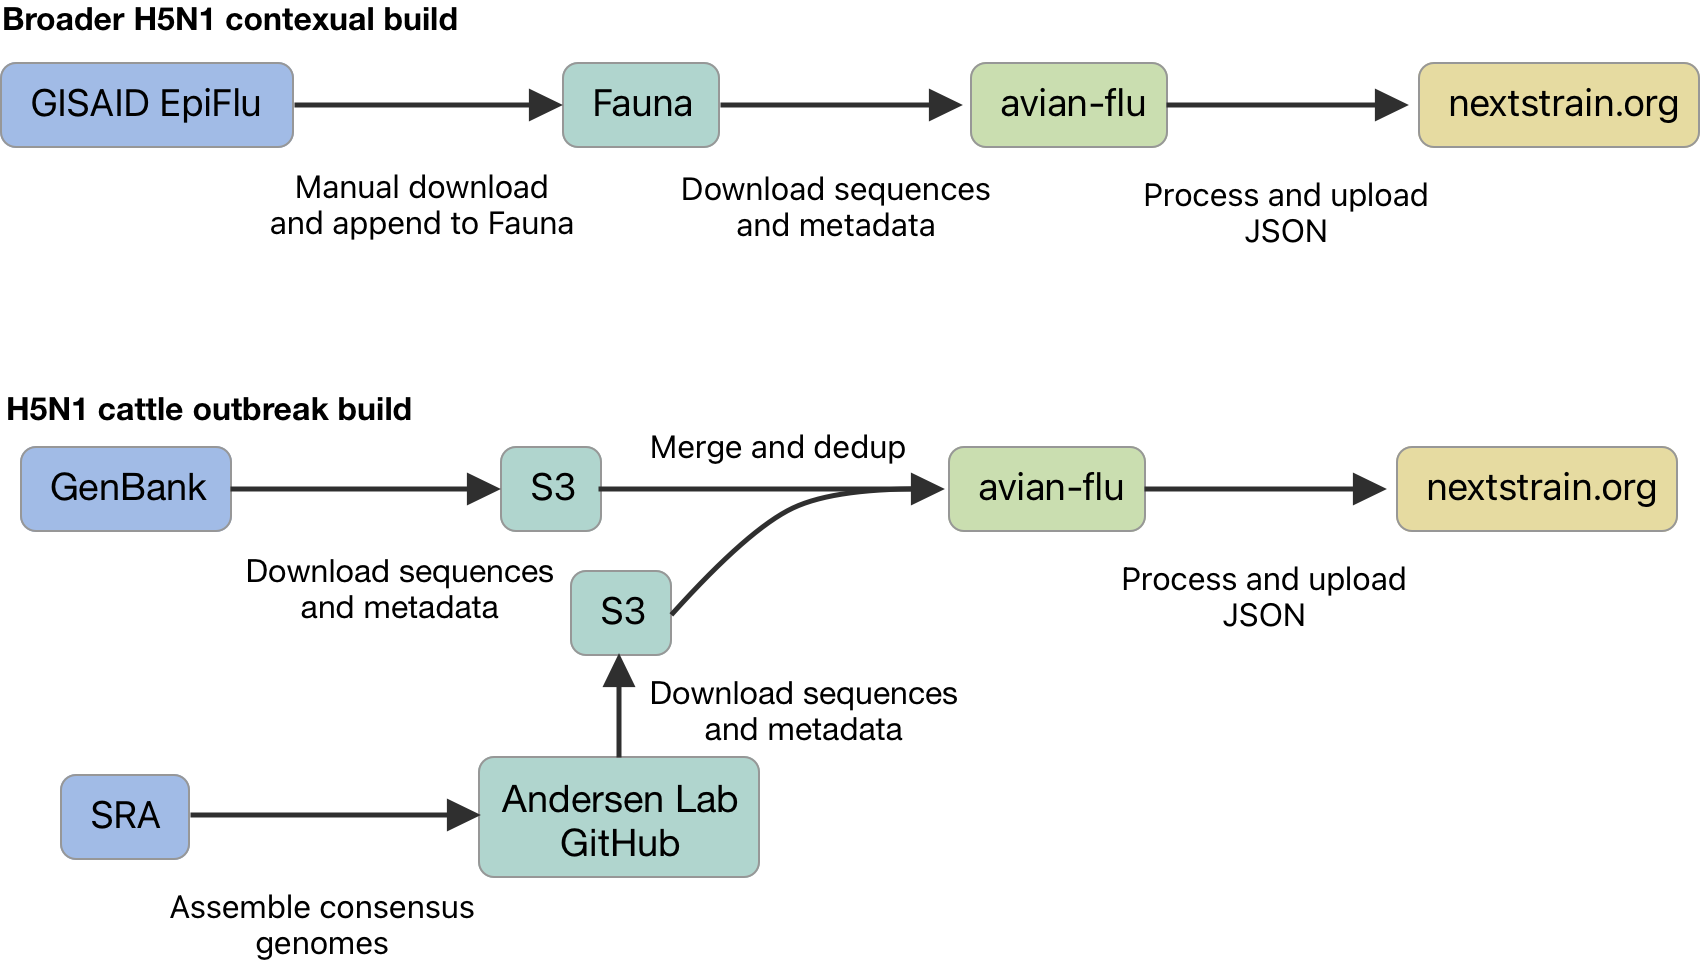 Broader H5N1 contexual build
GISAID EpiFlu
Fauna
avian-flu
nextstrain.org
Manual download
and append to Fauna
Download sequences
and metadata
Process and upload
JSON
H5N1 cattle outbreak build
GenBank
S3
Merge and dedup
avian-flu
nextstrain.org
Download sequences
and metadata
S3
Process and upload
JSON
Download sequences
and metadata
SRA
Andersen Lab
GitHub
Assemble consensus
genomes